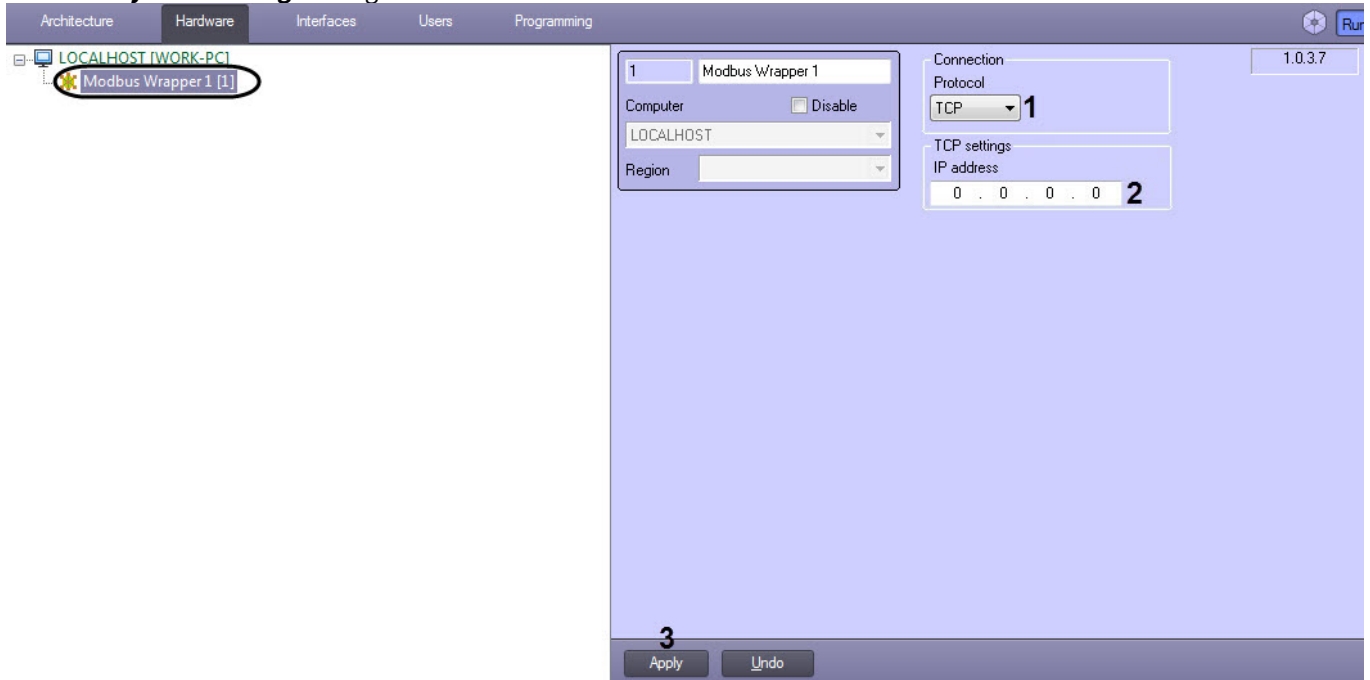 Architecture Hardware Interfaces Users Programming Run
LOCALHOST [WORK-PC]
Modbus Wrapper 1 [1]
1 Modbus Wrapper 1
Computer Disable
LOCALHOST
Region
Connection
Protocol
TCP 1
TCP settings
IP address
0 . 0 . 0 . 0 2
1.0.3.7
3
Apply Undo